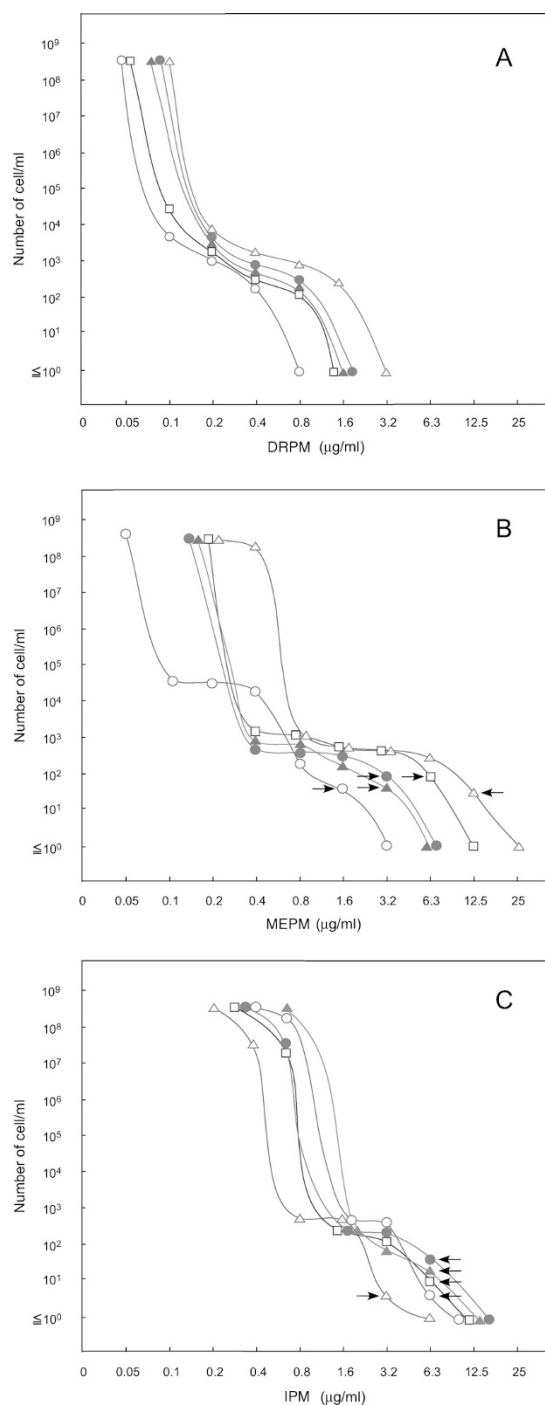 A
10⁹
10⁸
10⁷
10⁶
10⁵
10⁴
10³
10²
10¹
≦10⁰
Number of cell/ml
0 0.05 0.1 0.2 0.4 0.8 1.6 3.2 6.3 12.5 25
DRPM (μg/ml)
B
10⁹
10⁸
10⁷
10⁶
10⁵
10⁴
10³
10²
10¹
≦10⁰
Number of cell/ml
0 0.05 0.1 0.2 0.4 0.8 1.6 3.2 6.3 12.5 25
MEPM (μg/ml)
C
10⁹
10⁸
10⁷
10⁶
10⁵
10⁴
10³
10²
10¹
≦10⁰
Number of cell/ml
0 0.05 0.1 0.2 0.4 0.8 1.6 3.2 6.3 12.5 25
IPM (μg/ml)